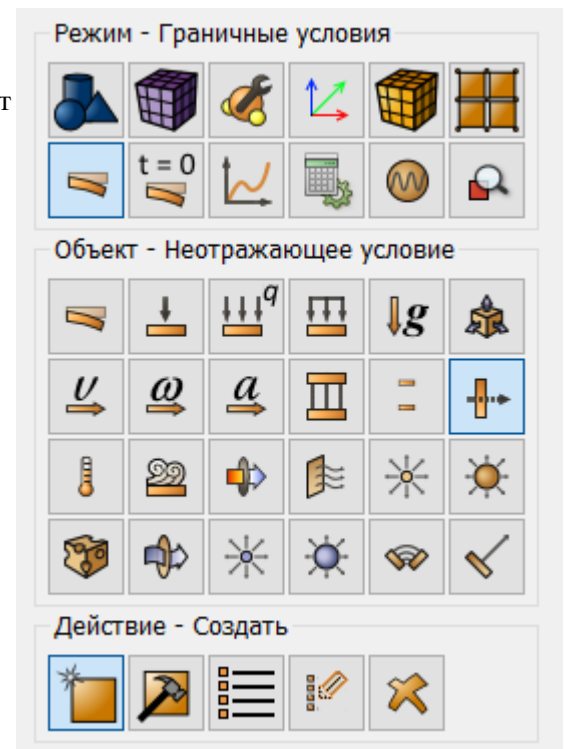 Режим - Граничные условия
т
t = 0
Объект - Неотражающее условие
q
g
υ ω a
Действие - Создать